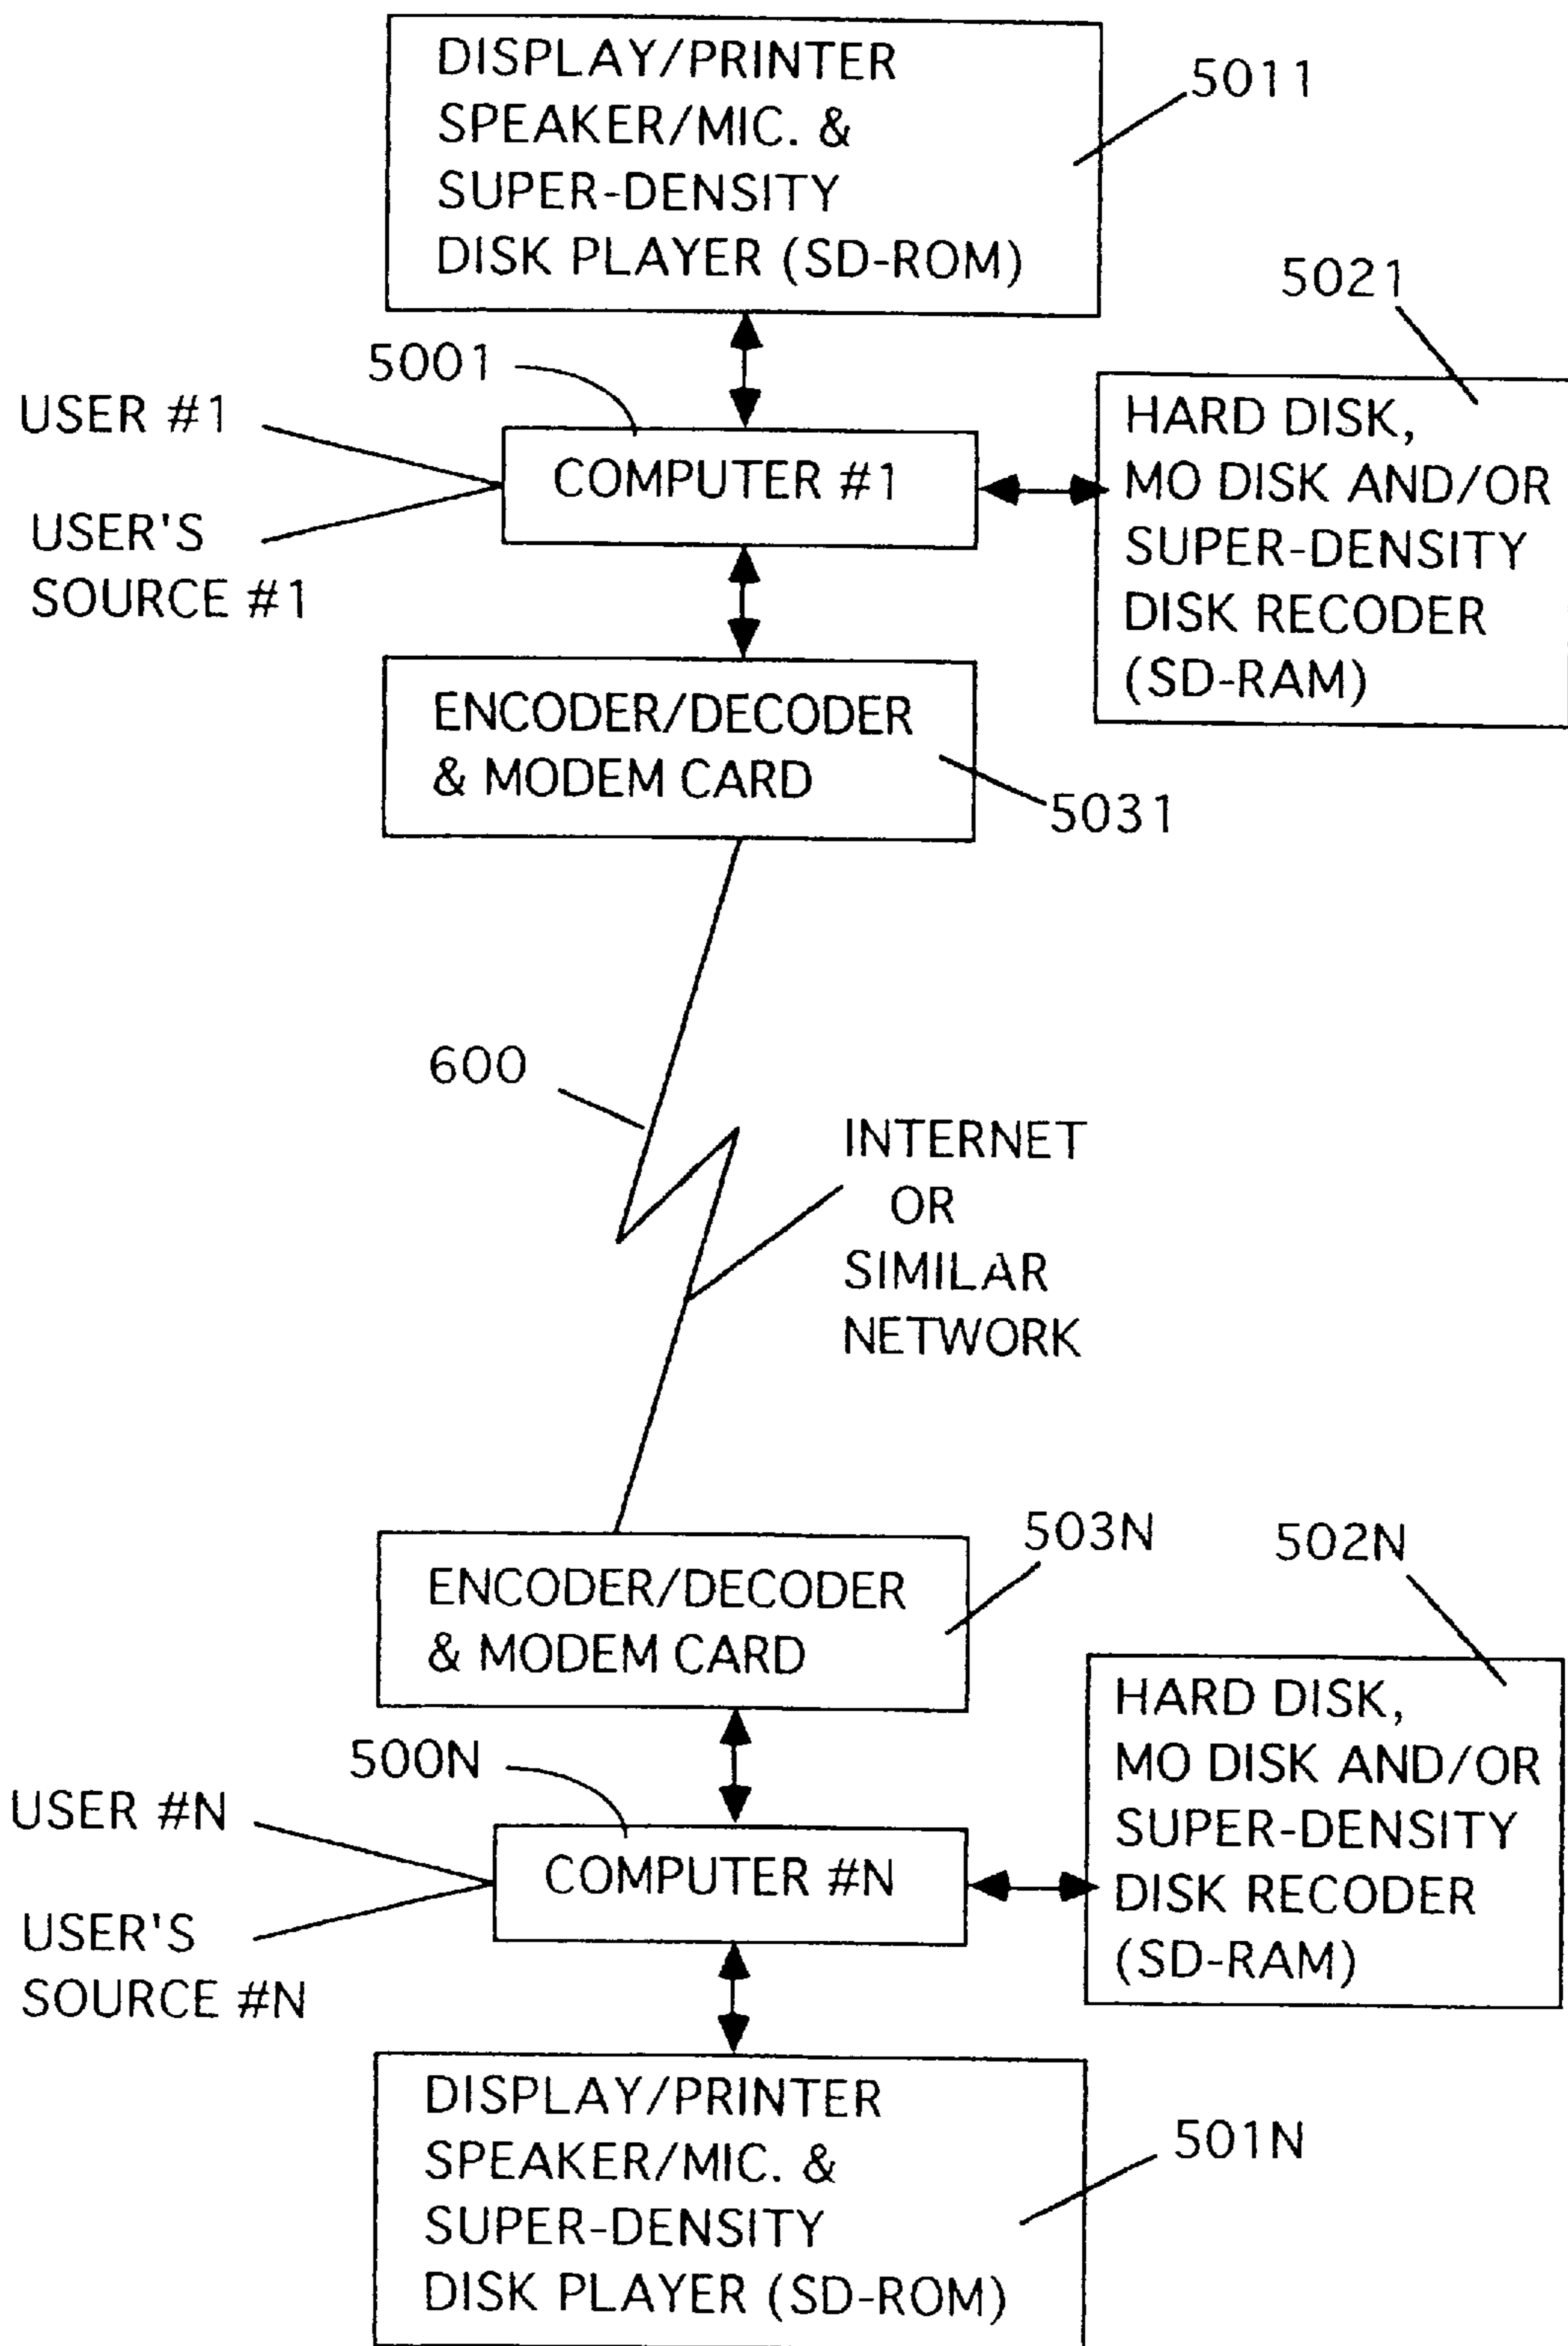 DISPLAY/PRINTER
SPEAKER/MIC. &
SUPER-DENSITY
DISK PLAYER (SD-ROM)
5011
5021
5001
USER #1
USER'S
SOURCE #1
COMPUTER #1
HARD DISK,
MO DISK AND/OR
SUPER-DENSITY
DISK RECODER
(SD-RAM)
ENCODER/DECODER
& MODEM CARD
5031
600
INTERNET
OR
SIMILAR
NETWORK
503N
502N
ENCODER/DECODER
& MODEM CARD
500N
USER #N
USER'S
SOURCE #N
COMPUTER #N
HARD DISK,
MO DISK AND/OR
SUPER-DENSITY
DISK RECODER
(SD-RAM)
DISPLAY/PRINTER
SPEAKER/MIC. &
SUPER-DENSITY
DISK PLAYER (SD-ROM)
501N